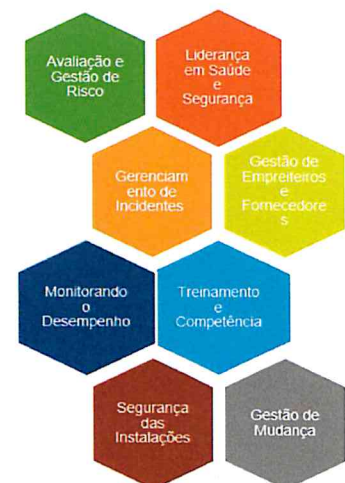 Avaliação e
Gestão de
Risco
Liderança
em Saúde
e
Segurança
Gerenciam
ento de
Incidentes
Gestão de
Empreiteiros
e
Fornecedore
s
Monitorando
o
Desempenho
Treinamento
e
Competência
Segurança
das
Instalações
Gestão de
Mudança